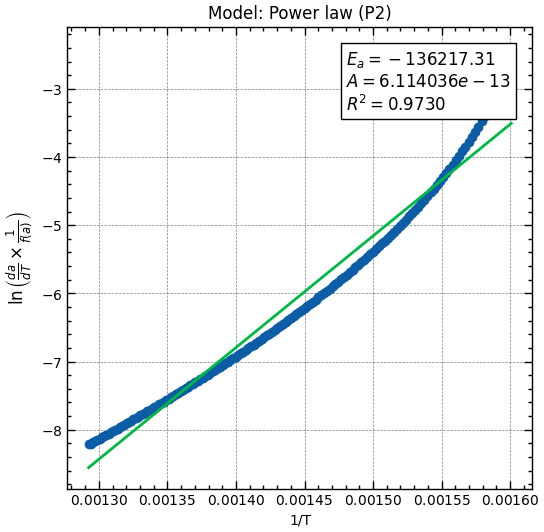 Model: Power law (P2)
E_a = −136217.31
A = 6.114036e − 13
R^2 = 0.9730
−3
−4
−5
−6
−7
−8
ln(da/dT × 1/f(a))
0.00130 0.00135 0.00140 0.00145 0.00150 0.00155 0.00160
1/T